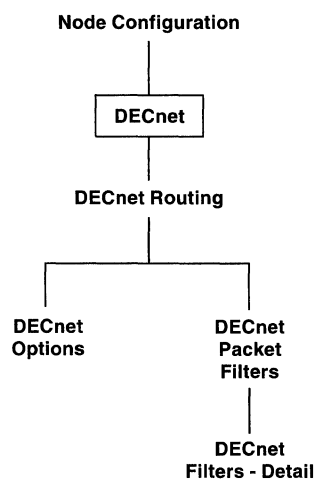 Node Configuration
DECnet
DECnet Routing
DECnet
Options
DECnet
Packet
Filters
DECnet
Filters - Detail